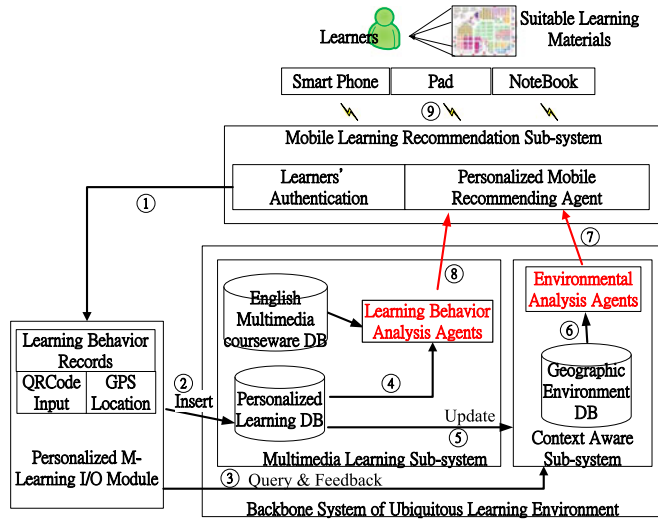 Learners
Suitable Learning
Materials
Smart Phone
Pad
NoteBook
⑨
Mobile Learning Recommendation Sub-system
Learners'
Authentication
Personalized Mobile
Recommending Agent
①
⑦
⑧
English
Multimedia
courseware DB
Learning Behavior
Analysis Agents
Environmental
Analysis Agents
⑥
Learning Behavior
Records
QRCode
Input
GPS
Location
②
Insert
④
Personalized
Learning DB
Geographic
Environment
DB
Update
⑤
Context Aware
Sub-system
Multimedia Learning Sub-system
Personalized M-
Learning I/O Module
③ Query & Feedback
Backbone System of Ubiquitous Learning Environment